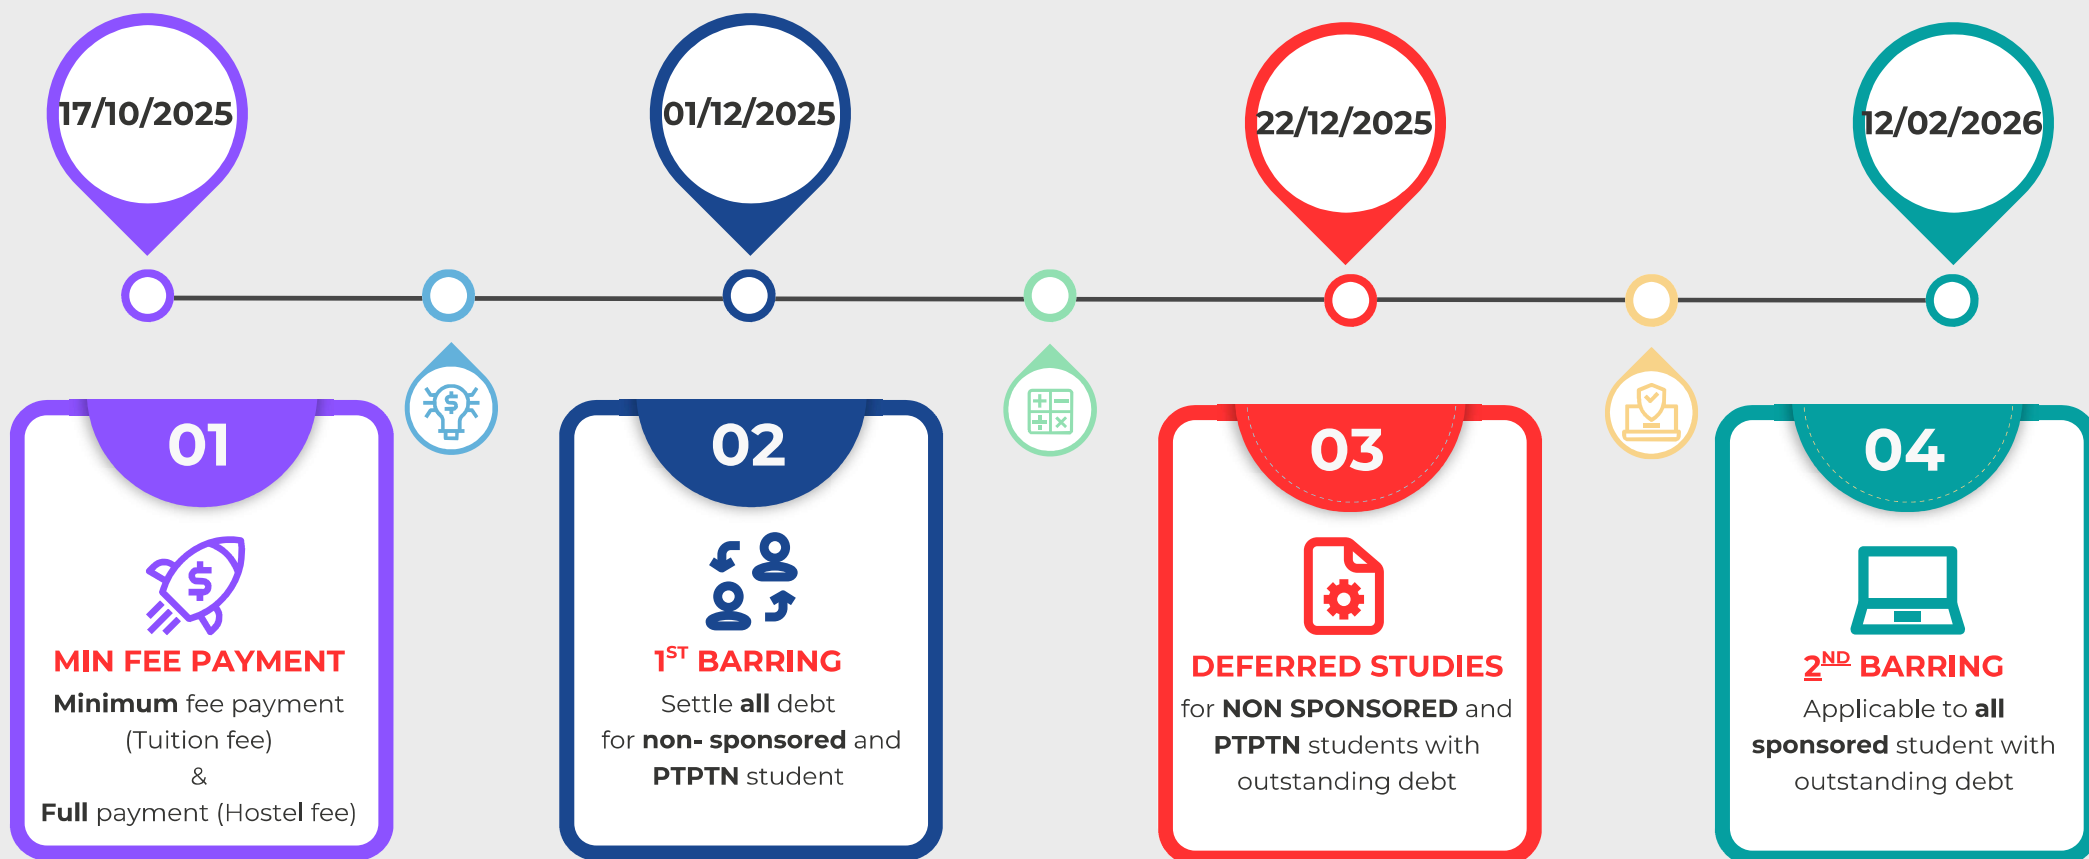 17/10/2025
01/12/2025
22/12/2025
12/02/2026
01
MIN FEE PAYMENT
Minimum fee payment
(Tuition fee)
&
Full payment (Hostel fee)
02
1ST BARRING
Settle all debt
for non- sponsored and
PTPTN student
03
DEFERRED STUDIES
for NON SPONSORED and
PTPTN students with
outstanding debt
04
2ND BARRING
Applicable to all
sponsored student with
outstanding debt